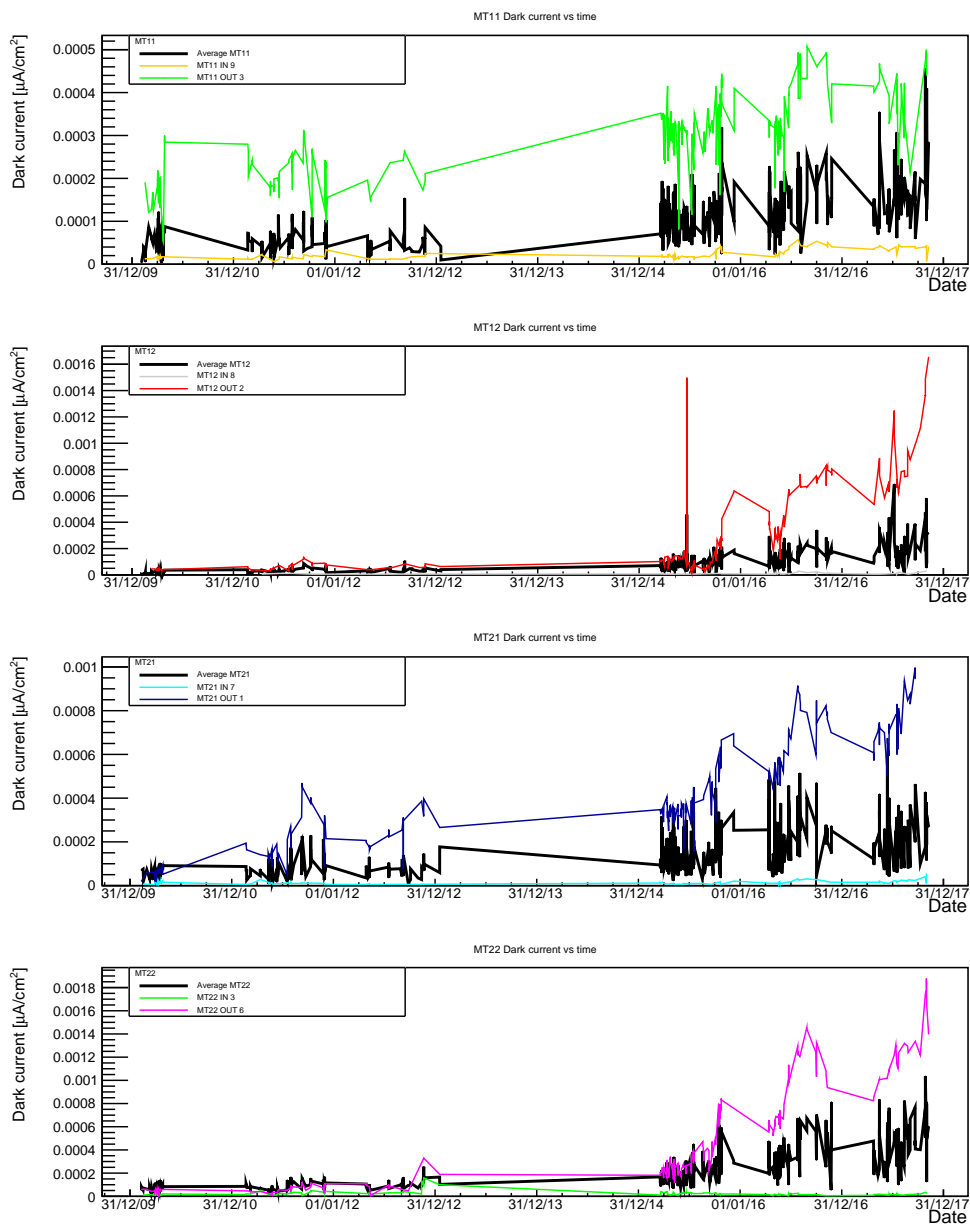 MT11 Dark current vs time
Dark current [μA/cm²]
MT11
Average MT11
MT11 IN 9
MT11 OUT 3
0.0005
0.0004
0.0003
0.0002
0.0001
0
31/12/09 31/12/10 01/01/12 31/12/12 31/12/13 31/12/14 01/01/16 31/12/16 31/12/17
Date
MT12 Dark current vs time
Dark current [μA/cm²]
MT12
Average MT12
MT12 IN 8
MT12 OUT 2
0.0016
0.0014
0.0012
0.001
0.0008
0.0006
0.0004
0.0002
0
31/12/09 31/12/10 01/01/12 31/12/12 31/12/13 31/12/14 01/01/16 31/12/16 31/12/17
Date
MT21 Dark current vs time
Dark current [μA/cm²]
MT21
Average MT21
MT21 IN 7
MT21 OUT 1
0.001
0.0008
0.0006
0.0004
0.0002
0
31/12/09 31/12/10 01/01/12 31/12/12 31/12/13 31/12/14 01/01/16 31/12/16 31/12/17
Date
MT22 Dark current vs time
Dark current [μA/cm²]
MT22
Average MT22
MT22 IN 3
MT22 OUT 6
0.0018
0.0016
0.0014
0.0012
0.001
0.0008
0.0006
0.0004
0.0002
0
31/12/09 31/12/10 01/01/12 31/12/12 31/12/13 31/12/14 01/01/16 31/12/16 31/12/17
Date